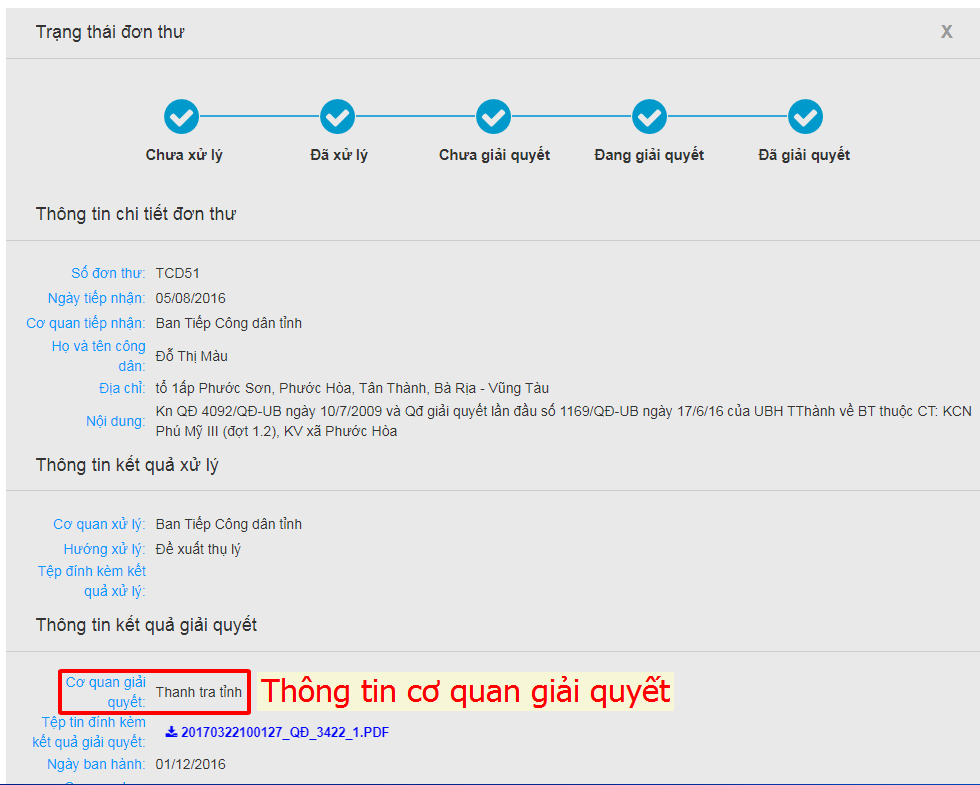 Trạng thái đơn thư
X
Chưa xử lý
Đã xử lý
Chưa giải quyết
Đang giải quyết
Đã giải quyết
Thông tin chi tiết đơn thư
Số đơn thư: TCD51
Ngày tiếp nhận: 05/08/2016
Cơ quan tiếp nhận: Ban Tiếp Công dân tỉnh
Họ và tên công
dân: Đỗ Thị Màu
Địa chỉ: tổ 1ấp Phước Sơn, Phước Hòa, Tân Thành, Bà Rịa - Vũng Tàu
Nội dung: Kn QĐ 4092/QĐ-UB ngày 10/7/2009 và Qđ giải quyết lần đầu số 1169/QĐ-UB ngày 17/6/16 của UBH TThành về BT thuộc CT: KCN
Phú Mỹ III (đợt 1.2), KV xã Phước Hòa
Thông tin kết quả xử lý
Cơ quan xử lý: Ban Tiếp Công dân tỉnh
Hướng xử lý: Đề xuất thụ lý
Tệp đính kèm kết
quả xử lý:
Thông tin kết quả giải quyết
Cơ quan giải
quyết: Thanh tra tỉnh
Thông tin cơ quan giải quyết
Tệp tin đính kèm
kết quả giải quyết: 20170322100127_QĐ_3422_1.PDF
Ngày ban hành: 01/12/2016